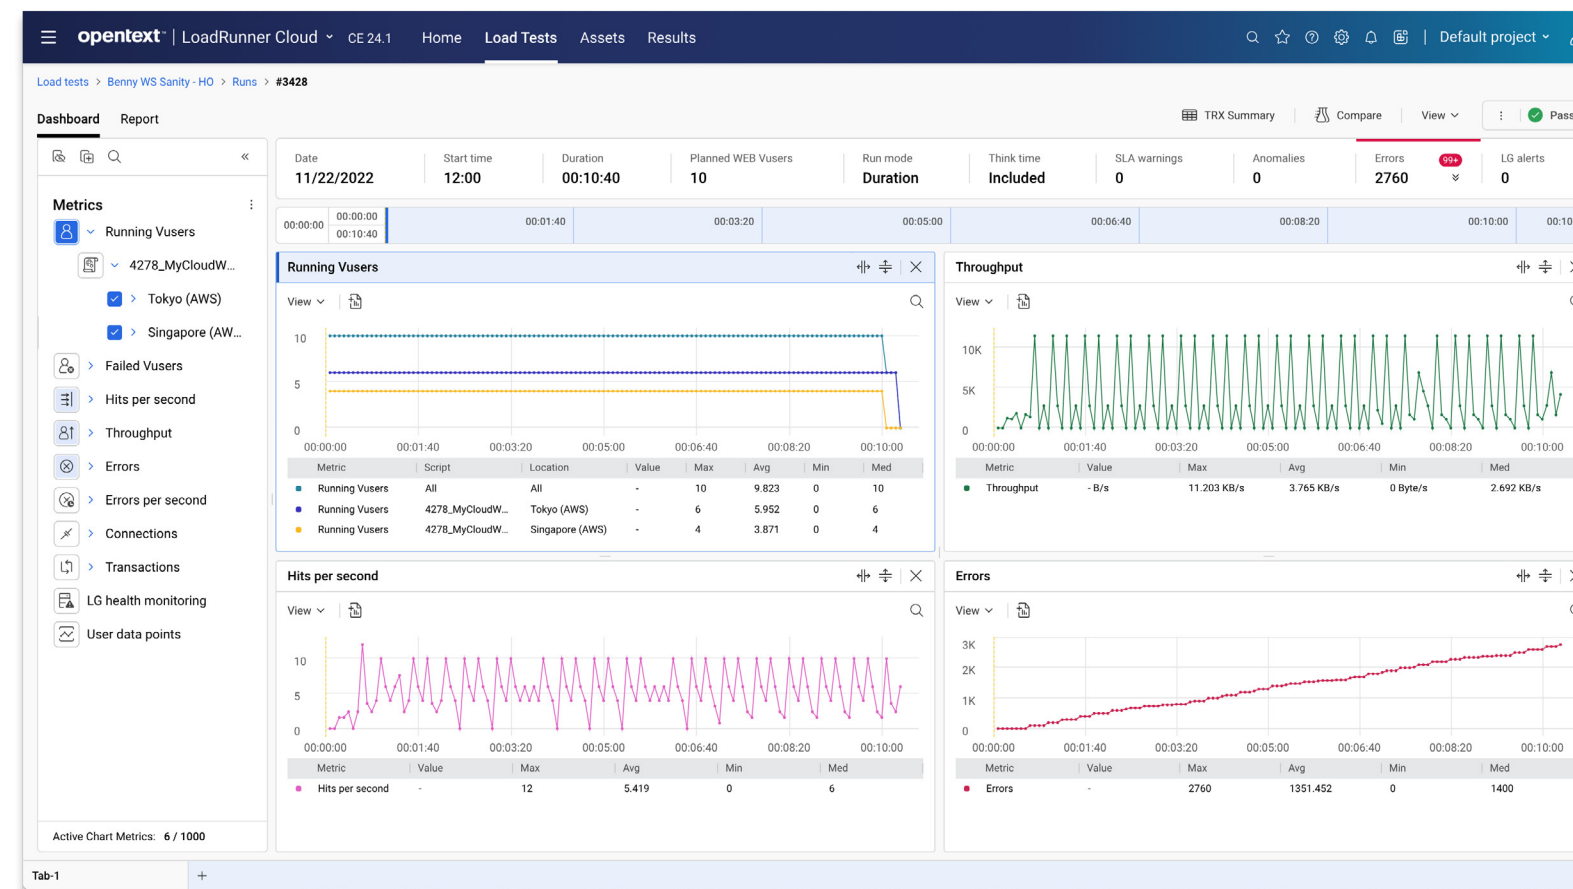 opentext™ | LoadRunner Cloud CE 24.1 Home Load Tests Assets Results Default project
Load tests > Benny WS Sanity - HO > Runs > #3428
Dashboard Report TRX Summary Compare View Pass
Metrics
Running Vusers
4278_MyCloudW...
Tokyo (AWS)
Singapore (AW...
Failed Vusers
Hits per second
Throughput
Errors
Errors per second
Connections
Transactions
LG health monitoring
User data points
Active Chart Metrics: 6 / 1000
Date Start time Duration Planned WEB Vusers Run mode Think time SLA warnings Anomalies Errors 99+ LG alerts
11/22/2022 12:00 00:10:40 10 Duration Included 0 0 2760 0
00:00:00 00:00:00 00:01:40 00:03:20 00:05:00 00:06:40 00:08:20 00:10:00 00:10
00:10:40
Running Vusers
View
10
5
0
00:00:00 00:01:40 00:03:20 00:05:00 00:06:40 00:08:20 00:10:00
Metric Script Location Value Max Avg Min Med
Running Vusers All All - 10 9.823 0 10
Running Vusers 4278_MyCloudW... Tokyo (AWS) - 6 5.952 0 6
Running Vusers 4278_MyCloudW... Singapore (AWS) - 4 3.871 0 4
Throughput
View
10K
5K
0
00:00:00 00:01:40 00:03:20 00:05:00 00:06:40 00:08:20 00:10:00
Metric Value Max Avg Min Med
Throughput - B/s 11.203 KB/s 3.765 KB/s 0 Byte/s 2.692 KB/s
Hits per second
View
10
5
0
00:00:00 00:01:40 00:03:20 00:05:00 00:06:40 00:08:20 00:10:00
Metric Value Max Avg Min Med
Hits per second - 12 5.419 0 6
Errors
View
3K
2K
1K
0
00:00:00 00:01:40 00:03:20 00:05:00 00:06:40 00:08:20 00:10:00
Metric Value Max Avg Min Med
Errors - 2760 1351.452 0 1400
Tab-1 +